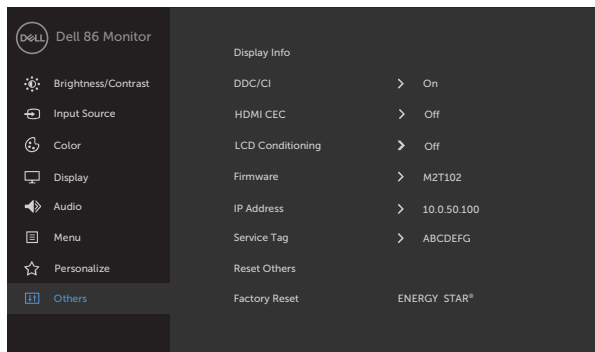 DELL Dell 86 Monitor
Display Info
Brightness/Contrast DDC/CI On
Input Source HDMI CEC Off
Color LCD Conditioning Off
Display Firmware M2T102
Audio IP Address 10.0.50.100
Menu Service Tag ABCDEFG
Personalize Reset Others
Others Factory Reset ENERGY STAR®